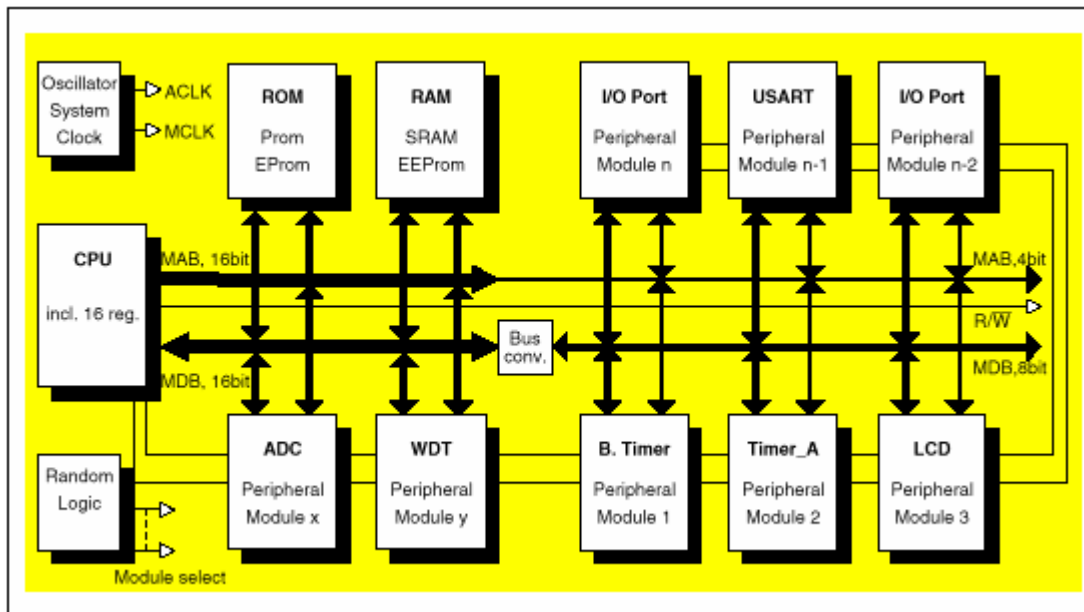 Oscillator
System
Clock
ACLK
MCLK
ROM
Prom
EProm
RAM
SRAM
EEProm
I/O Port
Peripheral
Module n
USART
Peripheral
Module n-1
I/O Port
Peripheral
Module n-2
CPU
incl. 16 reg.
MAB, 16bit
MAB,4bit
R/W̅
Bus
conv.
MDB, 16bit
MDB,8bit
Random
Logic
Module select
ADC
Peripheral
Module x
WDT
Peripheral
Module y
B. Timer
Peripheral
Module 1
Timer_A
Peripheral
Module 2
LCD
Peripheral
Module 3